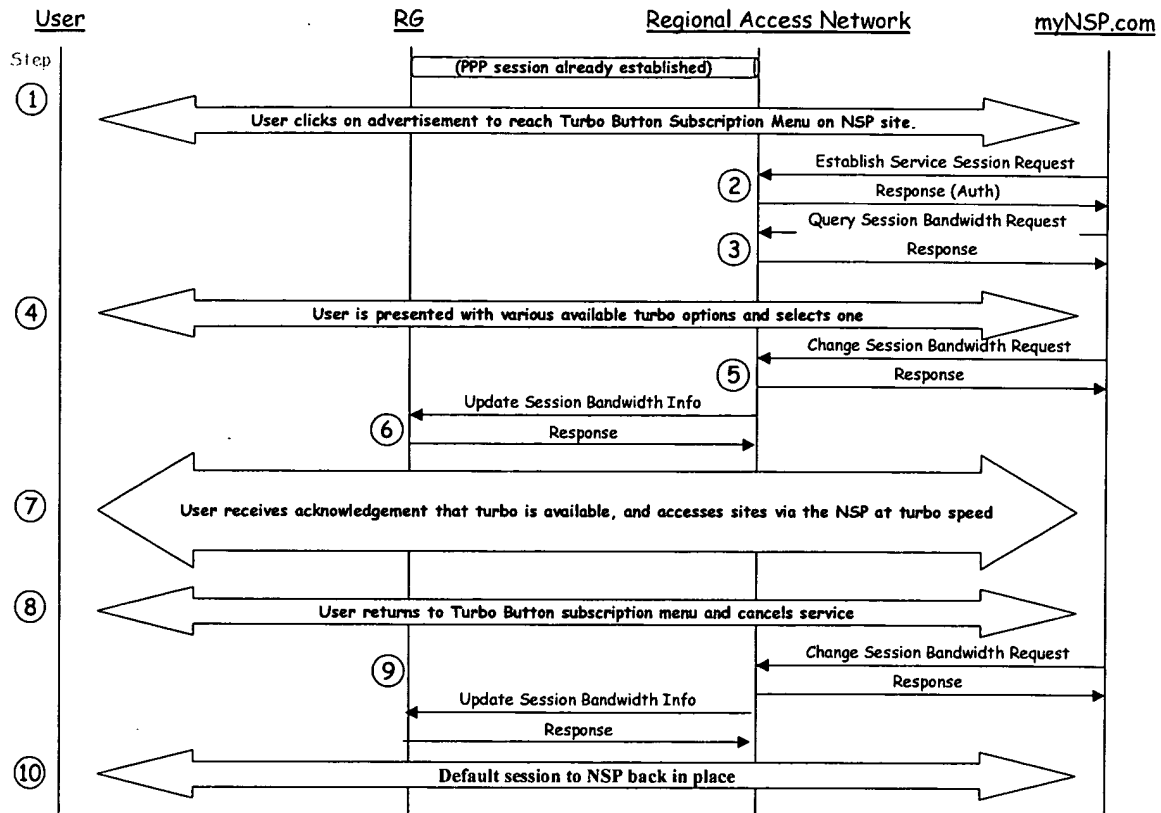 User RG Regional Access Network myNSP.com
Step
(PPP session already established)
1
User clicks on advertisement to reach Turbo Button Subscription Menu on NSP site.
Establish Service Session Request
2
Response (Auth)
Query Session Bandwidth Request
3
Response
4
User is presented with various available turbo options and selects one
Change Session Bandwidth Request
5
Response
Update Session Bandwidth Info
6
Response
7
User receives acknowledgement that turbo is available, and accesses sites via the NSP at turbo speed
8
User returns to Turbo Button subscription menu and cancels service
Change Session Bandwidth Request
9
Response
Update Session Bandwidth Info
Response
10
Default session to NSP back in place